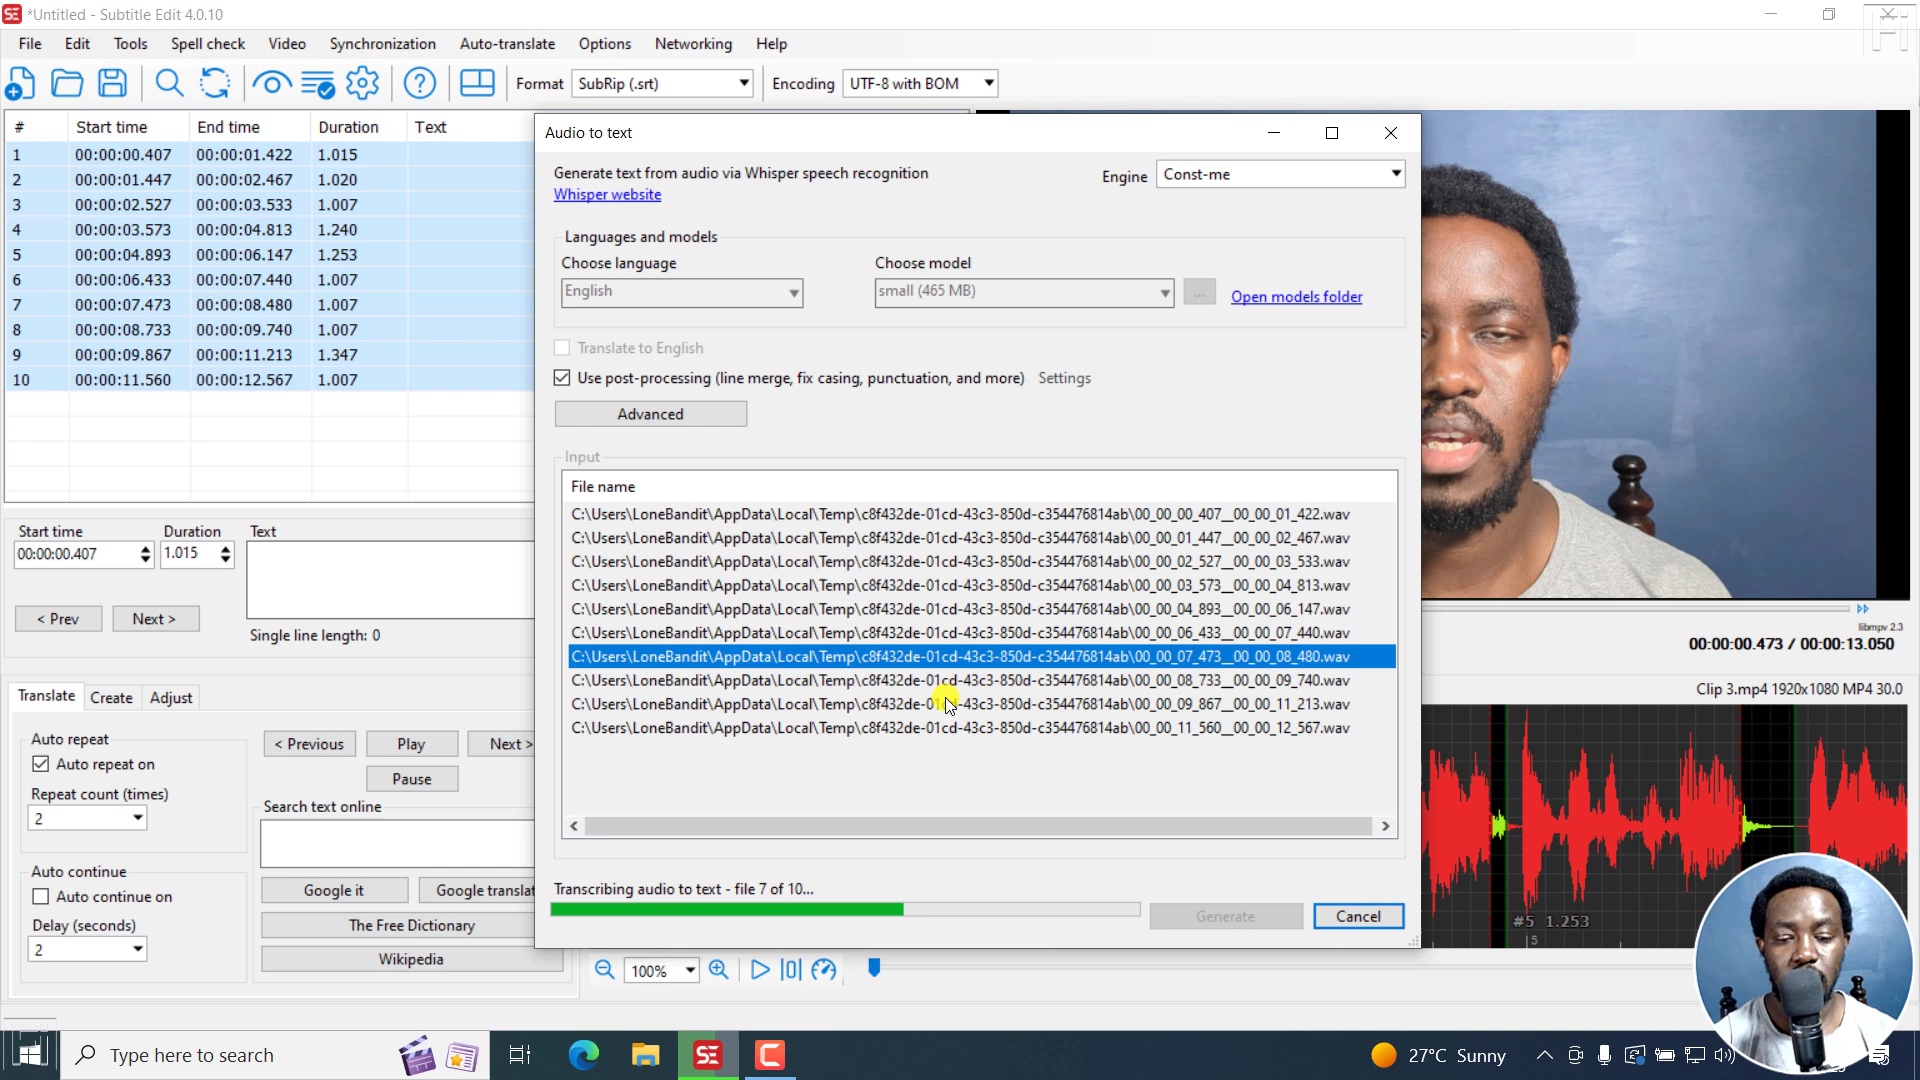 *Untitled - Subtitle Edit 4.0.10
File Edit Tools Spell check Video Synchronization Auto-translate Options Networking Help
Format SubRip (.srt) Encoding UTF-8 with BOM
# Start time End time Duration Text
1 00:00:00.407 00:00:01.422 1.015
2 00:00:01.447 00:00:02.467 1.020
3 00:00:02.527 00:00:03.533 1.007
4 00:00:03.573 00:00:04.813 1.240
5 00:00:04.893 00:00:06.147 1.253
6 00:00:06.433 00:00:07.440 1.007
7 00:00:07.473 00:00:08.480 1.007
8 00:00:08.733 00:00:09.740 1.007
9 00:00:09.867 00:00:11.213 1.347
10 00:00:11.560 00:00:12.567 1.007
Start time Duration Text
00:00:00.407 1.015
< Prev Next >
Single line length: 0
Translate Create Adjust
Auto repeat
Auto repeat on
Repeat count (times)
2
Auto continue
Auto continue on
Delay (seconds)
2
< Previous Play Next >
Pause
Search text online
Google it Google translat
The Free Dictionary
Wikipedia
Audio to text
Generate text from audio via Whisper speech recognition
Whisper website
Engine Const-me
Languages and models
Choose language Choose model
English small (465 MB) ... Open models folder
Translate to English
Use post-processing (line merge, fix casing, punctuation, and more) Settings
Advanced
Input
File name
C:\Users\LoneBandit\AppData\Local\Temp\c8f432de-01cd-43c3-850d-c354476814ab\00_00_00_407__00_00_01_422.wav
C:\Users\LoneBandit\AppData\Local\Temp\c8f432de-01cd-43c3-850d-c354476814ab\00_00_01_447__00_00_02_467.wav
C:\Users\LoneBandit\AppData\Local\Temp\c8f432de-01cd-43c3-850d-c354476814ab\00_00_02_527__00_00_03_533.wav
C:\Users\LoneBandit\AppData\Local\Temp\c8f432de-01cd-43c3-850d-c354476814ab\00_00_03_573__00_00_04_813.wav
C:\Users\LoneBandit\AppData\Local\Temp\c8f432de-01cd-43c3-850d-c354476814ab\00_00_04_893__00_00_06_147.wav
C:\Users\LoneBandit\AppData\Local\Temp\c8f432de-01cd-43c3-850d-c354476814ab\00_00_06_433__00_00_07_440.wav
C:\Users\LoneBandit\AppData\Local\Temp\c8f432de-01cd-43c3-850d-c354476814ab\00_00_07_473__00_00_08_480.wav
C:\Users\LoneBandit\AppData\Local\Temp\c8f432de-01cd-43c3-850d-c354476814ab\00_00_08_733__00_00_09_740.wav
C:\Users\LoneBandit\AppData\Local\Temp\c8f432de-01cd-43c3-850d-c354476814ab\00_00_09_867__00_00_11_213.wav
C:\Users\LoneBandit\AppData\Local\Temp\c8f432de-01cd-43c3-850d-c354476814ab\00_00_11_560__00_00_12_567.wav
Transcribing audio to text - file 7 of 10...
Generate Cancel
libmpv 2.3
00:00:00.473 / 00:00:13.050
Clip 3.mp4 1920x1080 MP4 30.0
#5 1.253
5
100%
Type here to search
SE
27°C Sunny